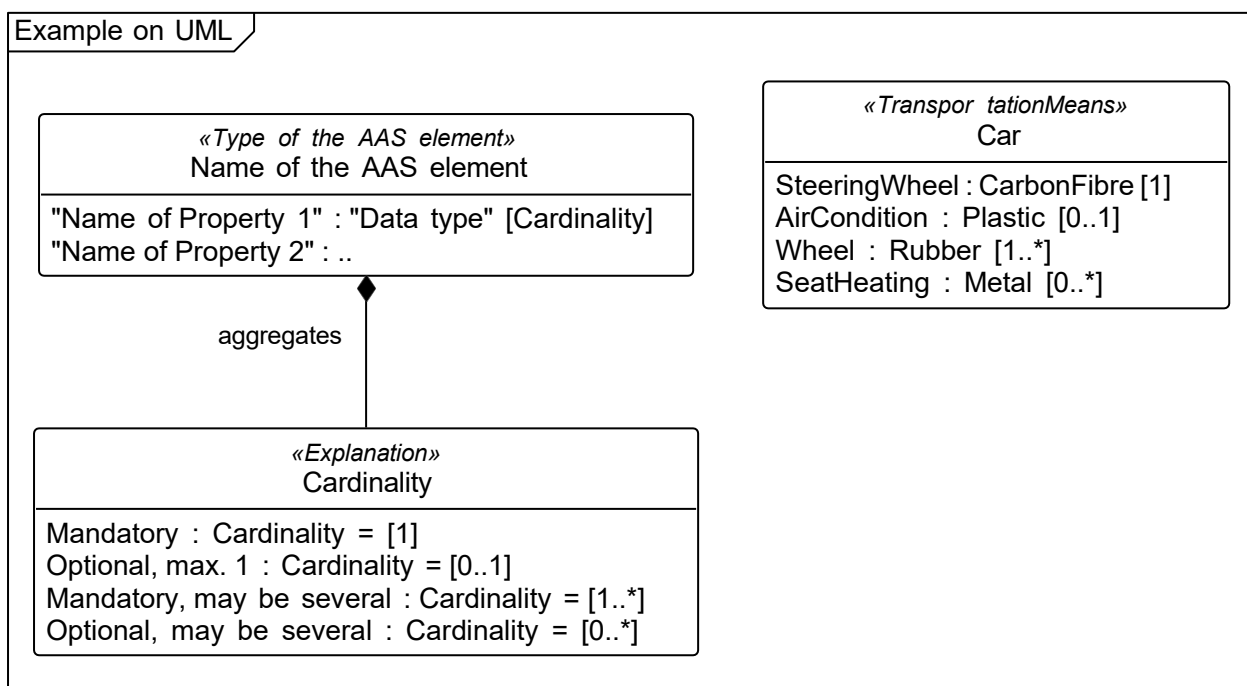 Example on UML
«Type of the AAS element»
Name of the AAS element
"Name of Property 1" : "Data type" [Cardinality]
"Name of Property 2" : ..
aggregates
«Explanation»
Cardinality
Mandatory : Cardinality = [1]
Optional, max. 1 : Cardinality = [0..1]
Mandatory, may be several : Cardinality = [1..*]
Optional, may be several : Cardinality = [0..*]
«Transpor tationMeans»
Car
SteeringWheel : CarbonFibre [1]
AirCondition : Plastic [0..1]
Wheel : Rubber [1..*]
SeatHeating : Metal [0..*]